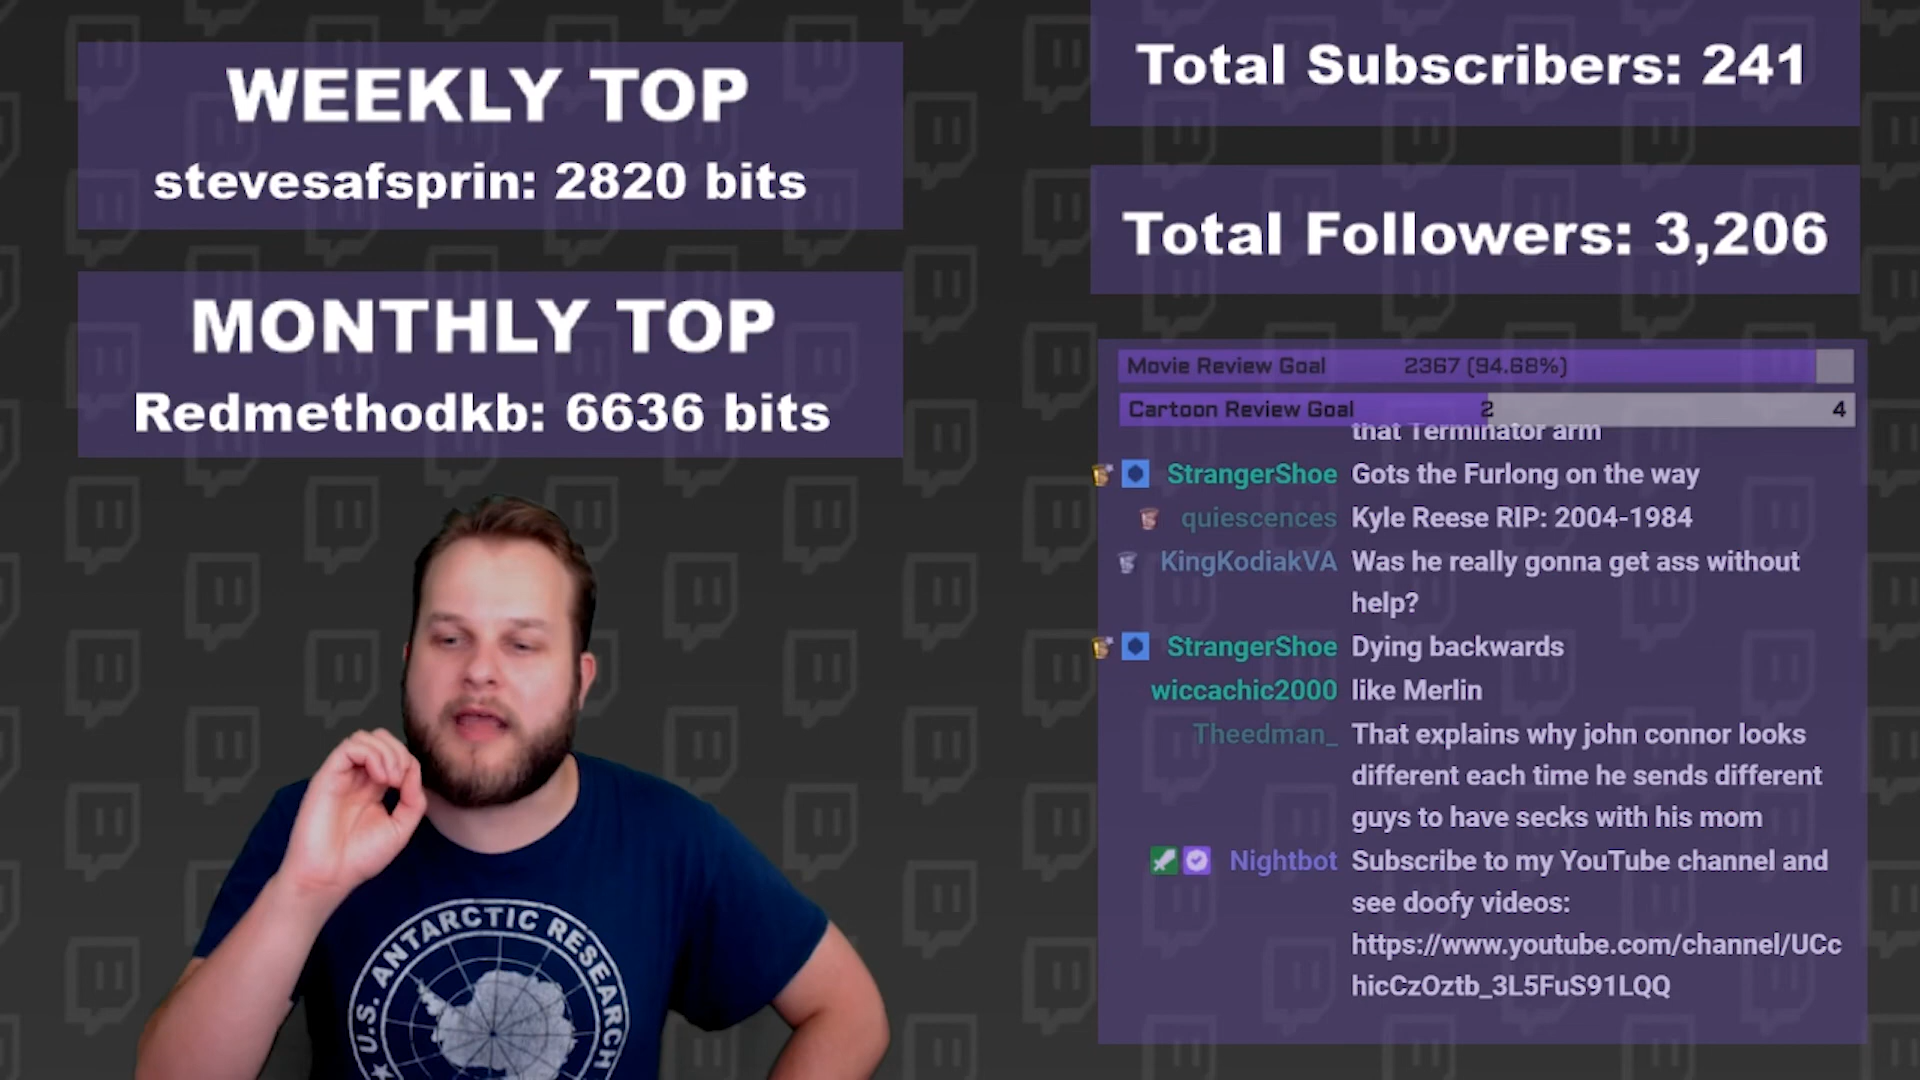 WEEKLY TOP
stevesafsprin: 2820 bits
MONTHLY TOP
Redmethodkb: 6636 bits
Total Subscribers: 241
Total Followers: 3,206
Movie Review Goal 2367 (94.68%)
Cartoon Review Goal 2 4
that Terminator arm
StrangerShoe Gots the Furlong on the way
quiescences Kyle Reese RIP: 2004-1984
KingKodiakVA Was he really gonna get ass without
help?
StrangerShoe Dying backwards
wiccachic2000 like Merlin
Theedman_ That explains why john connor looks
different each time he sends different
guys to have secks with his mom
Nightbot Subscribe to my YouTube channel and
see doofy videos:
https://www.youtube.com/channel/UCc
hicCzOztb_3L5FuS91LQQ
U.S. ANTARCTIC RESEARCH